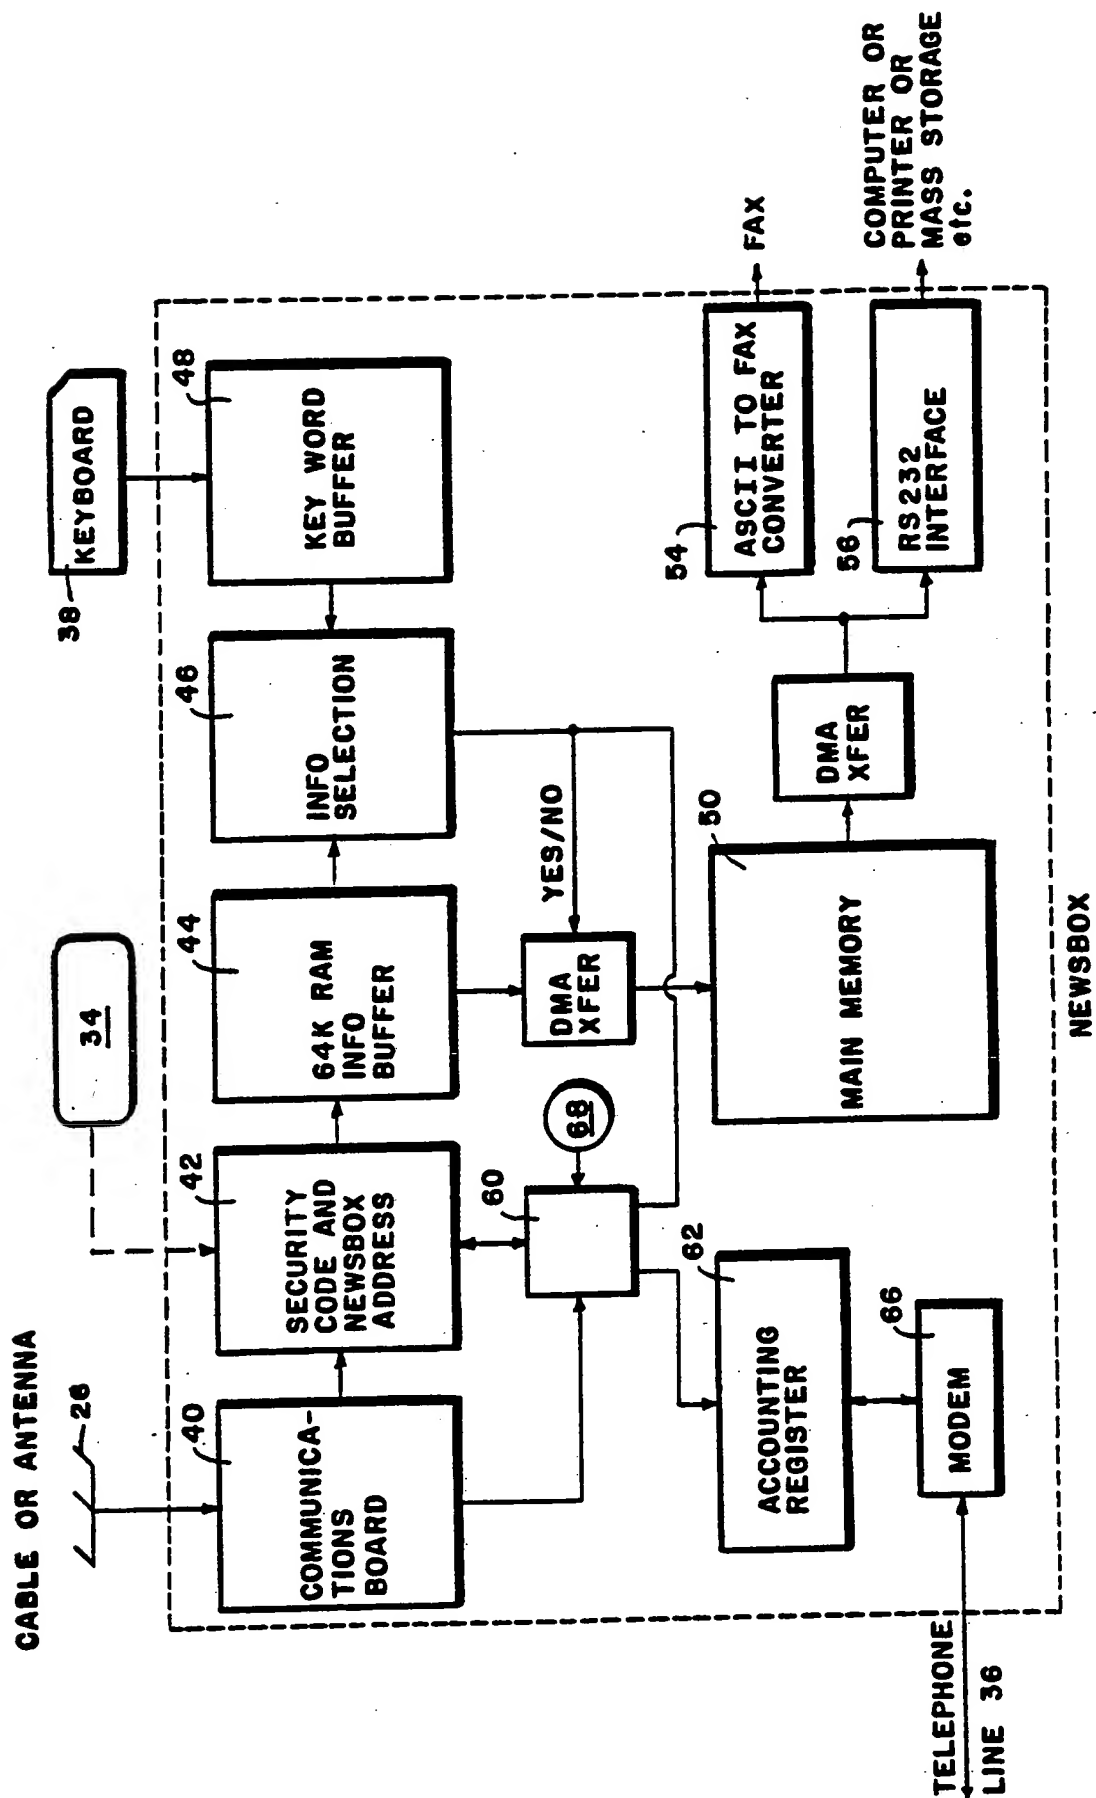 CABLE OR ANTENNA
26
34
38
KEYBOARD
40
COMMUNICA-
TIONS
BOARD
42
SECURITY
CODE AND
NEWSBOX
ADDRESS
44
64K RAM
INFO
BUFFER
46
INFO
SELECTION
48
KEY WORD
BUFFER
60
68
DMA
XFER
YES/NO
62
ACCOUNTING
REGISTER
50
MAIN MEMORY
DMA
XFER
54
ASCII TO FAX
CONVERTER
FAX
56
RS232
INTERFACE
COMPUTER OR
PRINTER OR
MASS STORAGE
etc.
66
MODEM
TELEPHONE
LINE 36
NEWSBOX